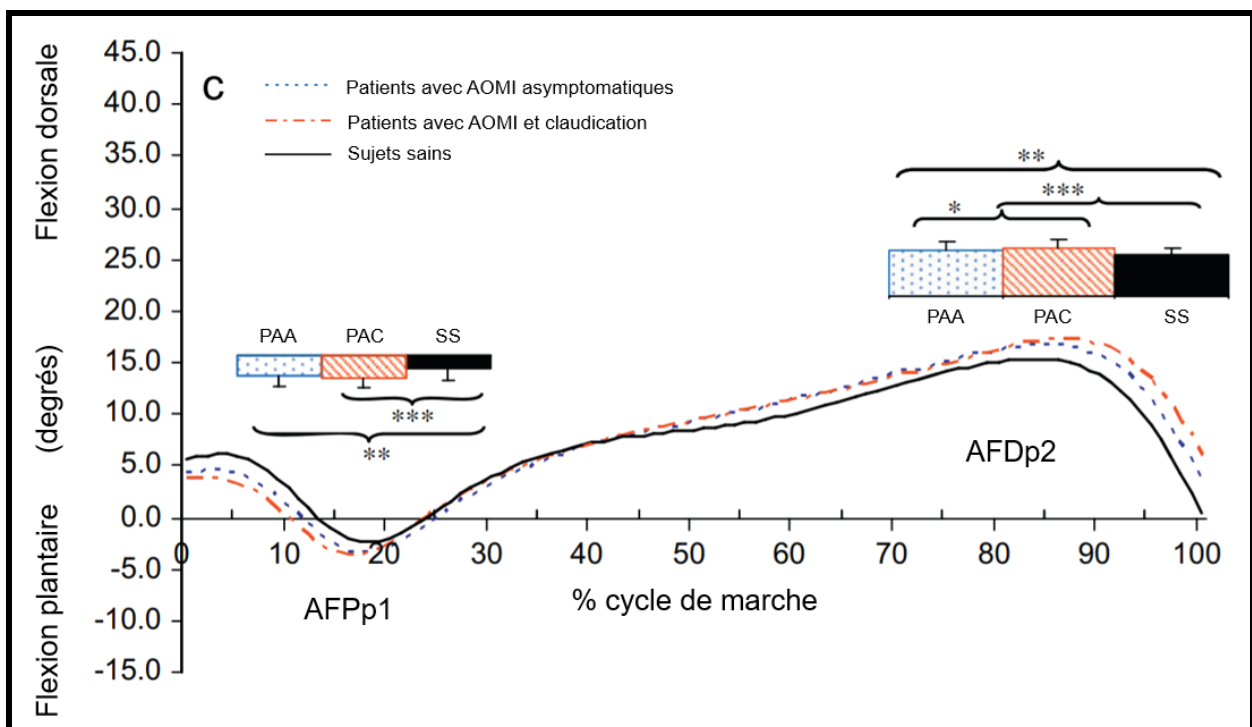 Flexion dorsale
(degrés)
Flexion plantaire
45.0
40.0
35.0
30.0
25.0
20.0
15.0
10.0
5.0
0.0
-5.0
-10.0
-15.0
C
Patients avec AOMI asymptomatiques
Patients avec AOMI et claudication
Sujets sains
**
***
*
PAA PAC SS
PAA PAC SS
***
**
AFDp2
0 10 20 30 40 50 60 70 80 90 100
AFPp1
% cycle de marche